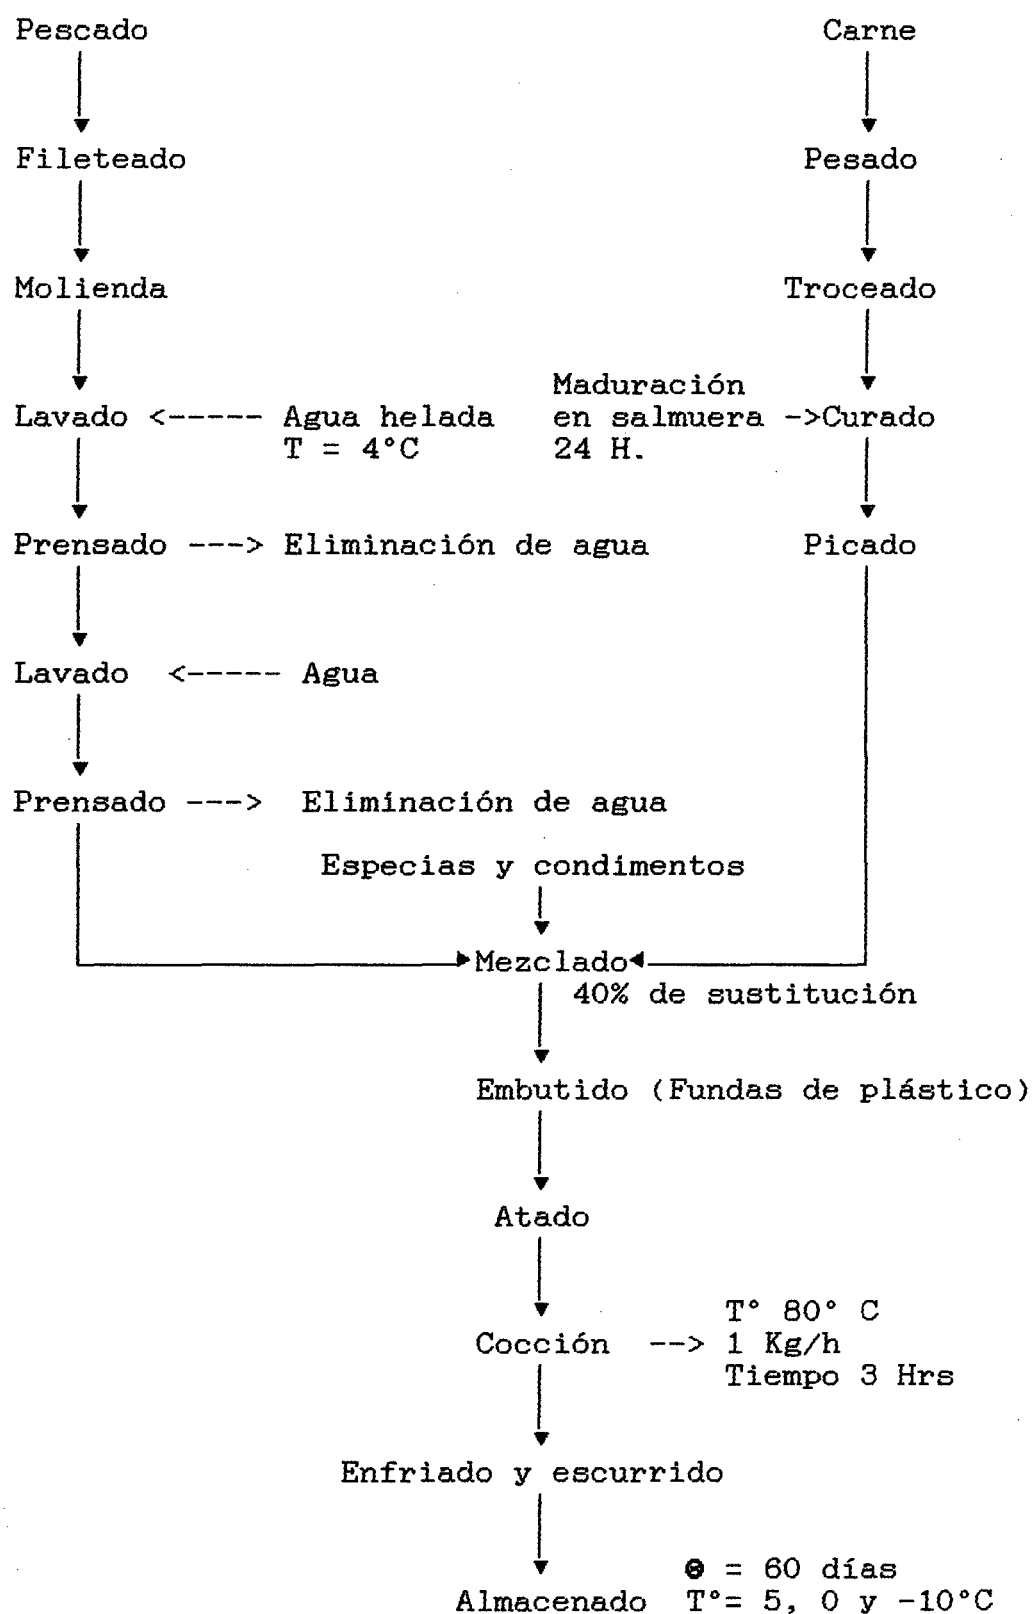 Pescado Carne
Fileteado Pesado
Molienda Troceado
Maduración
Lavado <----- Agua helada en salmuera ->Curado
T = 4°C 24 H.
Prensado ---> Eliminación de agua Picado
Lavado <----- Agua
Prensado ---> Eliminación de agua
Especias y condimentos
Mezclado
40% de sustitución
Embutido (Fundas de plástico)
Atado
T° 80° C
Cocción --> 1 Kg/h
Tiempo 3 Hrs
Enfriado y escurrido
Θ = 60 días
Almacenado T°= 5, 0 y -10°C